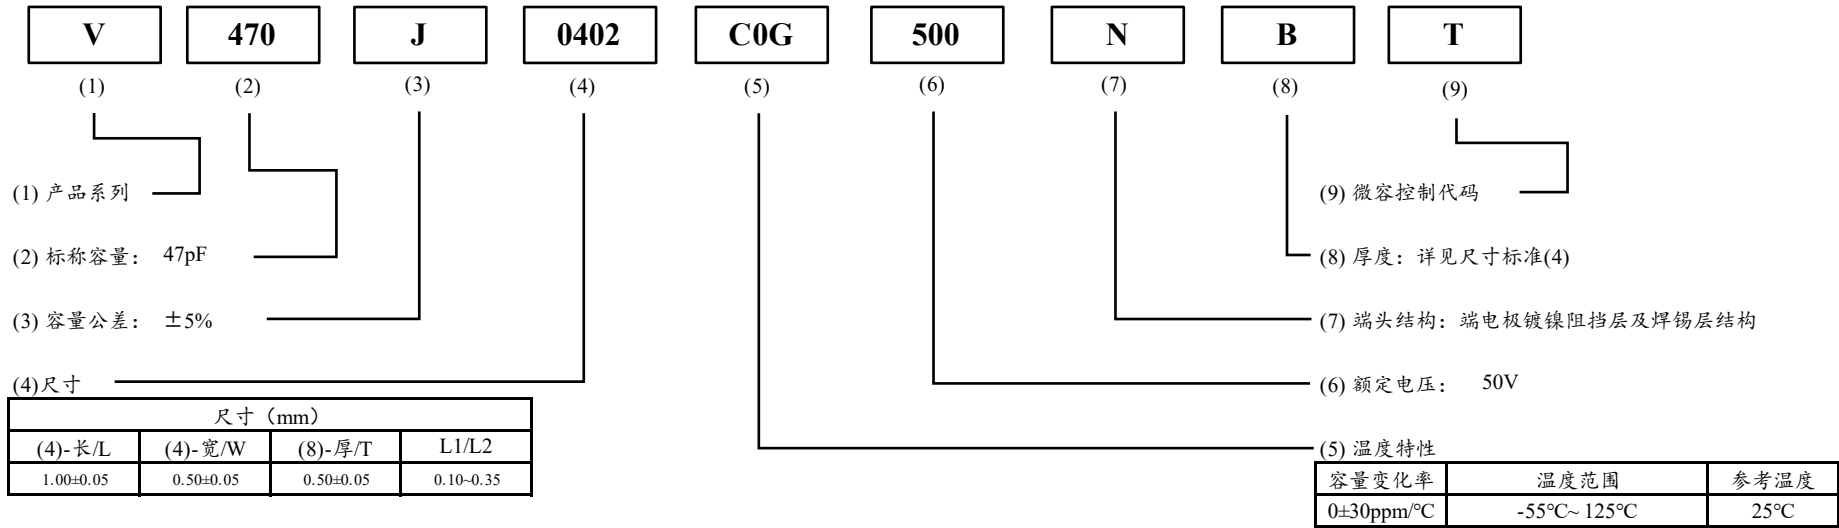 V 470 J 0402 C0G 500 N B T
(1) (2) (3) (4) (5) (6) (7) (8) (9)
(1) 产品系列
(9) 微容控制代码
(2) 标称容量： 47pF
(8) 厚度：详见尺寸标准(4)
(3) 容量公差： ±5%
(7) 端头结构：端电极镀镍阻挡层及焊锡层结构
(4)尺寸
(6) 额定电压： 50V
尺寸（mm）
(4)-长/L (4)-宽/W (8)-厚/T L1/L2
1.00±0.05 0.50±0.05 0.50±0.05 0.10~0.35
(5) 温度特性
容量变化率 温度范围 参考温度
0±30ppm/℃ -55℃~ 125℃ 25℃